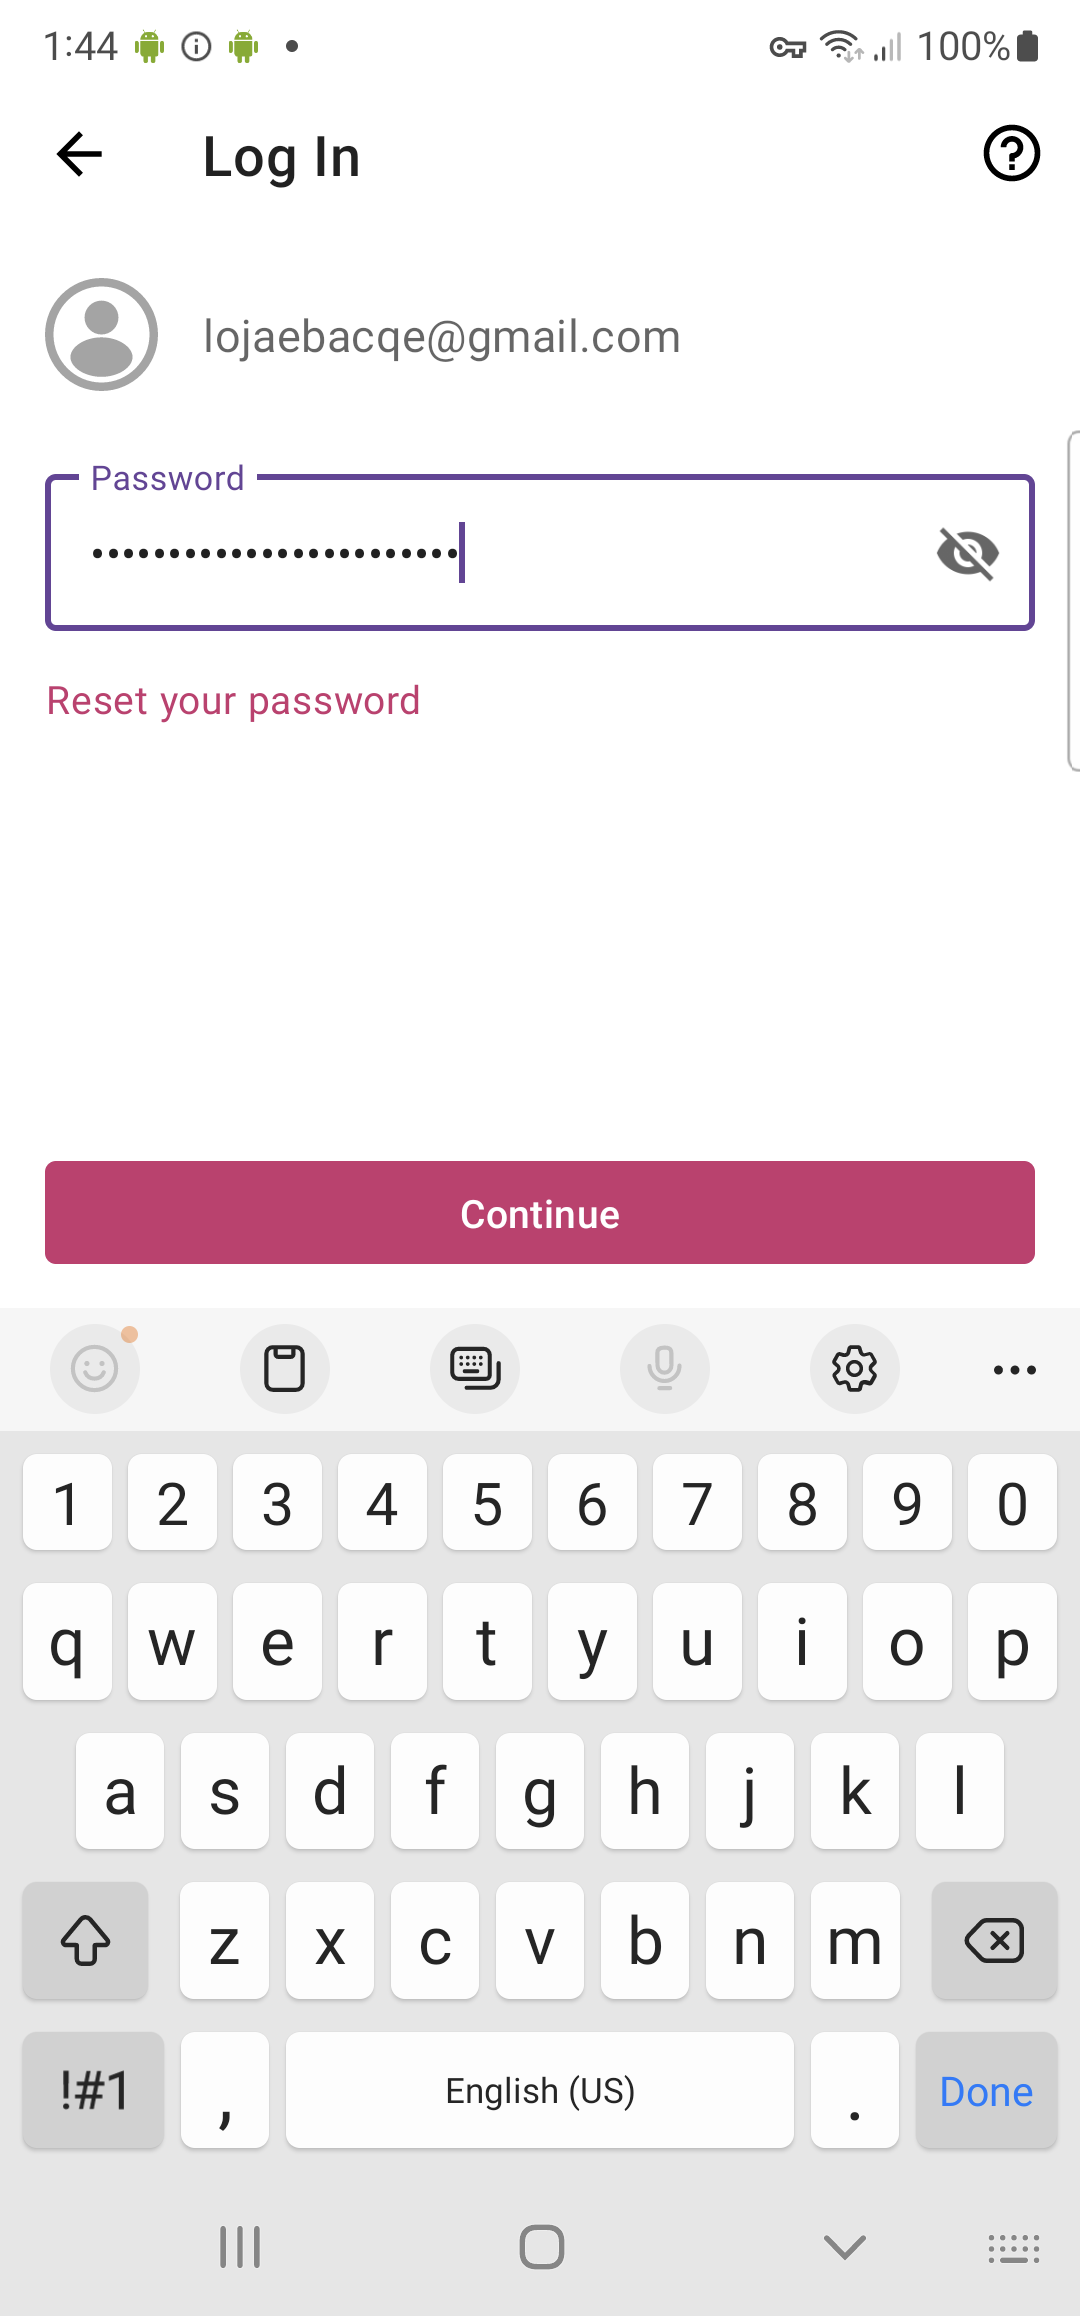 1:44
100%
Log In
lojaebacqe@gmail.com
Password
••••••••••••••••••••••••
Reset your password
Continue
1 2 3 4 5 6 7 8 9 0
q w e r t y u i o p
a s d f g h j k l
z x c v b n m
!#1 , English (US) . Done